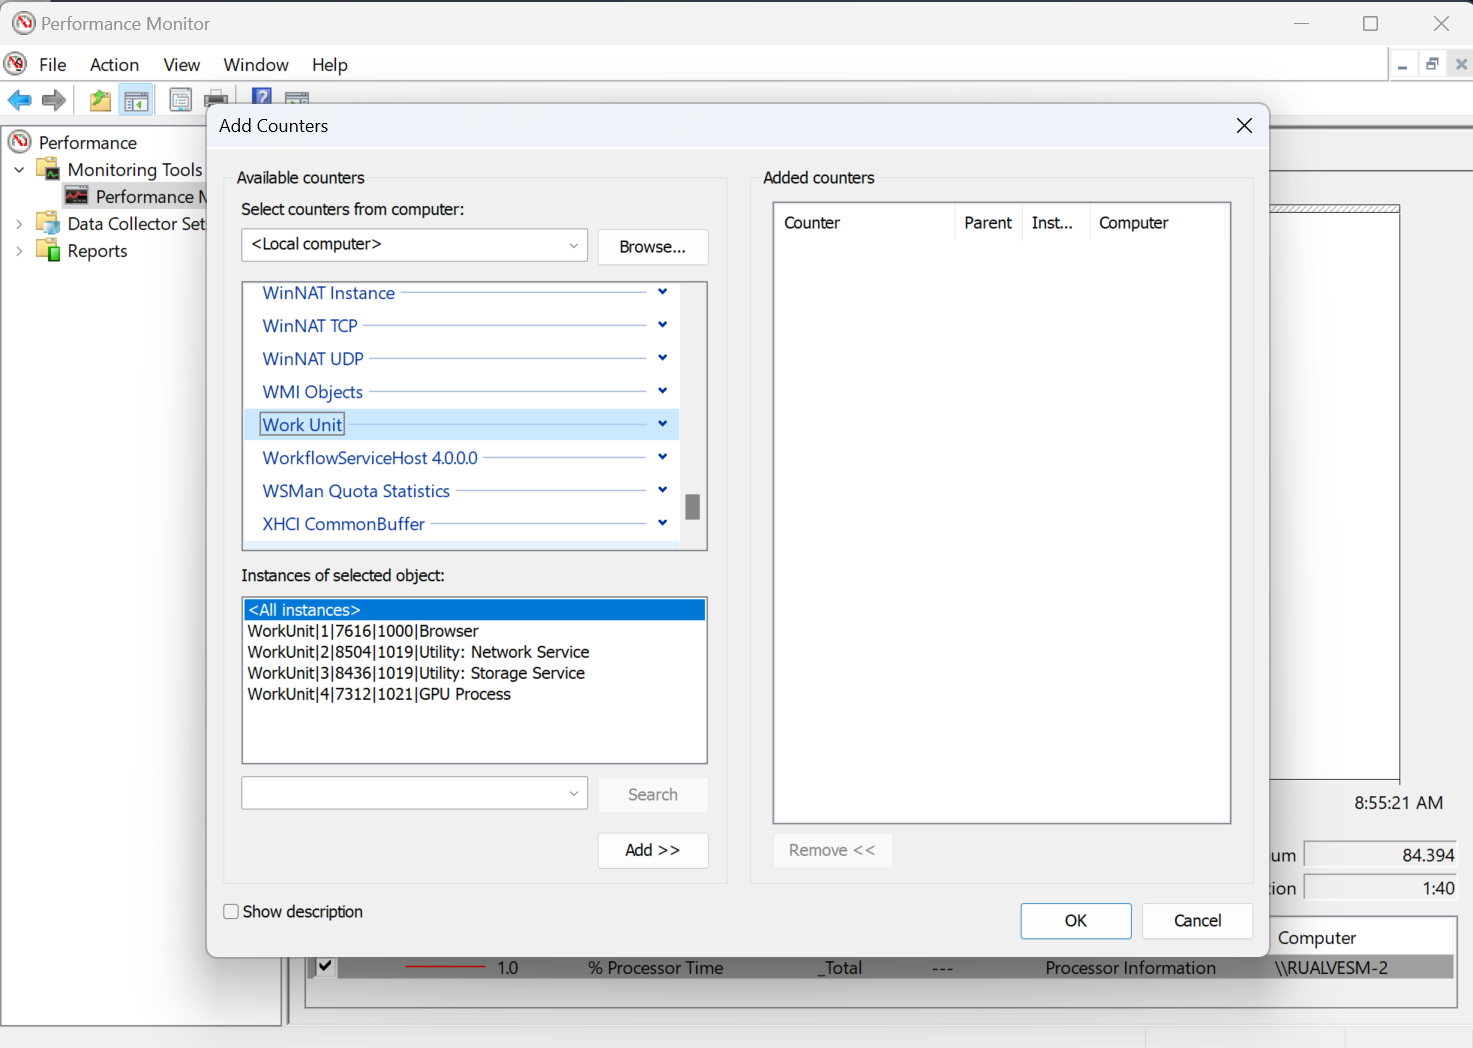 Performance Monitor
File Action View Window Help
Performance
Monitoring Tools
Performance M
Data Collector Set
Reports
Add Counters
Available counters
Select counters from computer:
<Local computer>
Browse...
WinNAT Instance
WinNAT TCP
WinNAT UDP
WMI Objects
Work Unit
WorkflowServiceHost 4.0.0.0
WSMan Quota Statistics
XHCI CommonBuffer
Instances of selected object:
<All instances>
WorkUnit|1|7616|1000|Browser
WorkUnit|2|8504|1019|Utility: Network Service
WorkUnit|3|8436|1019|Utility: Storage Service
WorkUnit|4|7312|1021|GPU Process
Search
Add >>
Show description
Added counters
Counter Parent Inst... Computer
Remove <<
OK Cancel
8:55:21 AM
um 84.394
tion 1:40
Computer
1.0 % Processor Time _Total --- Processor Information \\RUALVESM-2